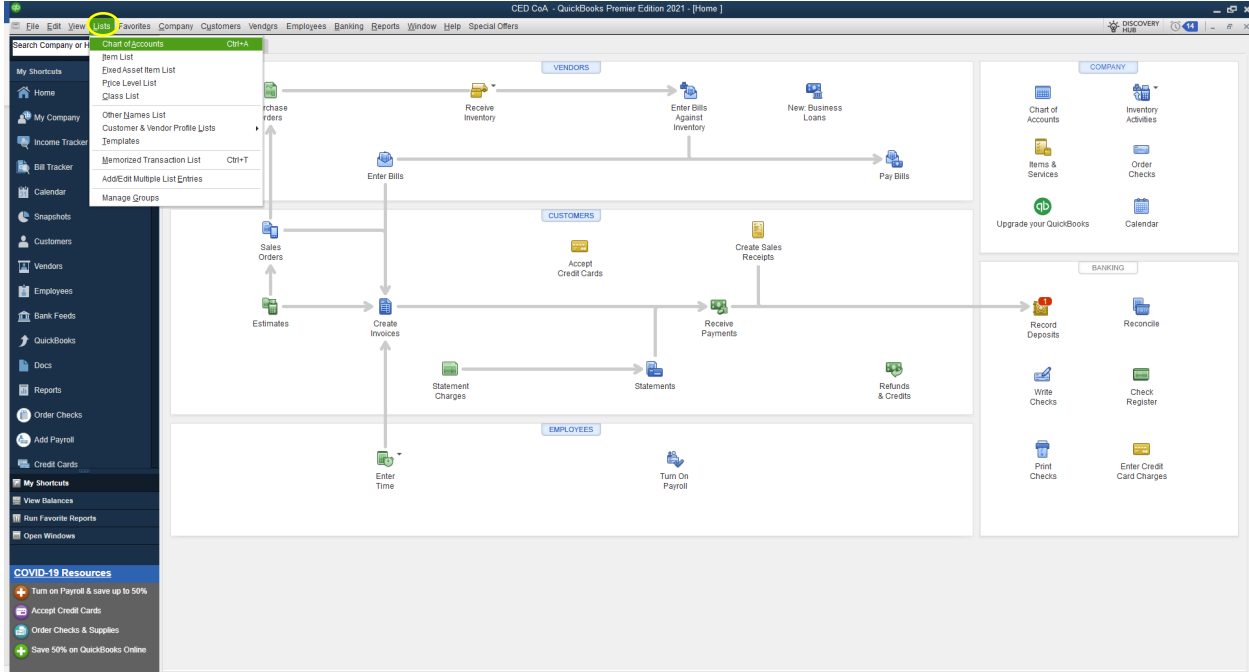 CED CoA - QuickBooks Premier Edition 2021 - [Home ]
File Edit View Lists Favorites Company Customers Vendors Employees Banking Reports Window Help Special Offers
DISCOVERY HUB
14
Search Company or H
Chart of Accounts Ctrl+A
Item List
Fixed Asset Item List
Price Level List
Class List
Other Names List
Customer & Vendor Profile Lists
Templates
Memorized Transaction List Ctrl+T
Add/Edit Multiple List Entries
Manage Groups
My Shortcuts
Home
My Company
Income Tracker
Bill Tracker
Calendar
Snapshots
Customers
Vendors
Employees
Bank Feeds
QuickBooks
Docs
Reports
Order Checks
Add Payroll
Credit Cards
My Shortcuts
View Balances
Run Favorite Reports
Open Windows
COVID-19 Resources
Turn on Payroll & save up to 50%
Accept Credit Cards
Order Checks & Supplies
Save 50% on QuickBooks Online
VENDORS
rchase
rders
Receive
Inventory
Enter Bills
Against
Inventory
New: Business
Loans
Enter Bills
Pay Bills
CUSTOMERS
Sales
Orders
Accept
Credit Cards
Create Sales
Receipts
Estimates
Create
Invoices
Receive
Payments
Statement
Charges
Statements
Refunds
& Credits
EMPLOYEES
Enter
Time
Turn On
Payroll
COMPANY
Chart of
Accounts
Inventory
Activities
Items &
Services
Order
Checks
qb
Upgrade your QuickBooks
Calendar
BANKING
1
Record
Deposits
Reconcile
Write
Checks
Check
Register
Print
Checks
Enter Credit
Card Charges